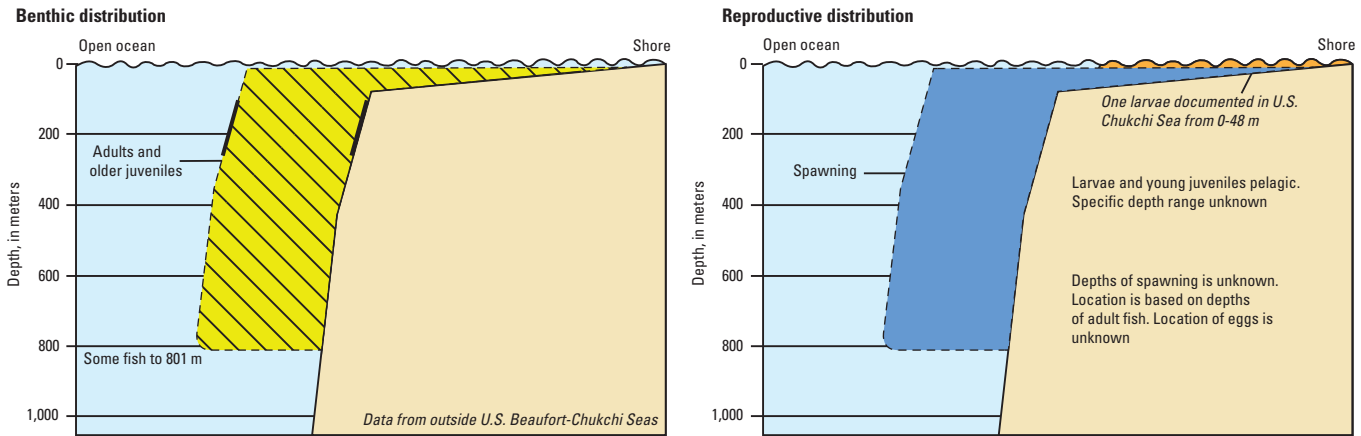 Benthic distribution
Open ocean
Shore
0
200
400
600
800
1,000
Depth, in meters
Adults and
older juveniles
Some fish to 801 m
Data from outside U.S. Beaufort-Chukchi Seas
Reproductive distribution
Open ocean
Shore
0
200
400
600
800
1,000
Depth, in meters
Spawning
One larvae documented in U.S.
Chukchi Sea from 0-48 m
Larvae and young juveniles pelagic.
Specific depth range unknown
Depths of spawning is unknown.
Location is based on depths
of adult fish. Location of eggs is
unknown